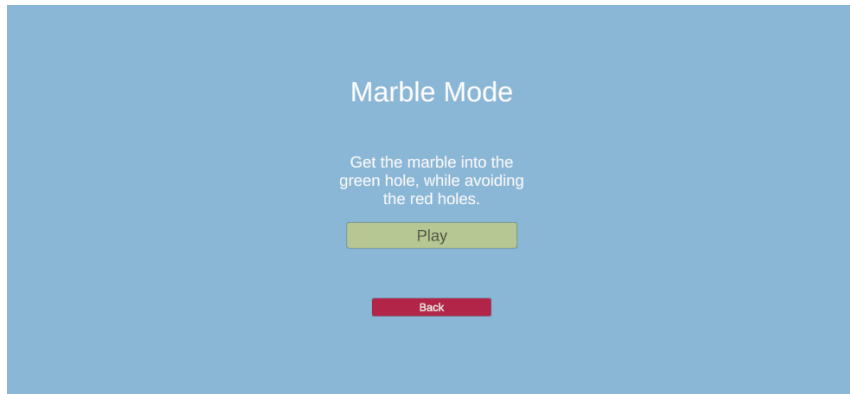 Marble Mode
Get the marble into the
green hole, while avoiding
the red holes.
Play
Back